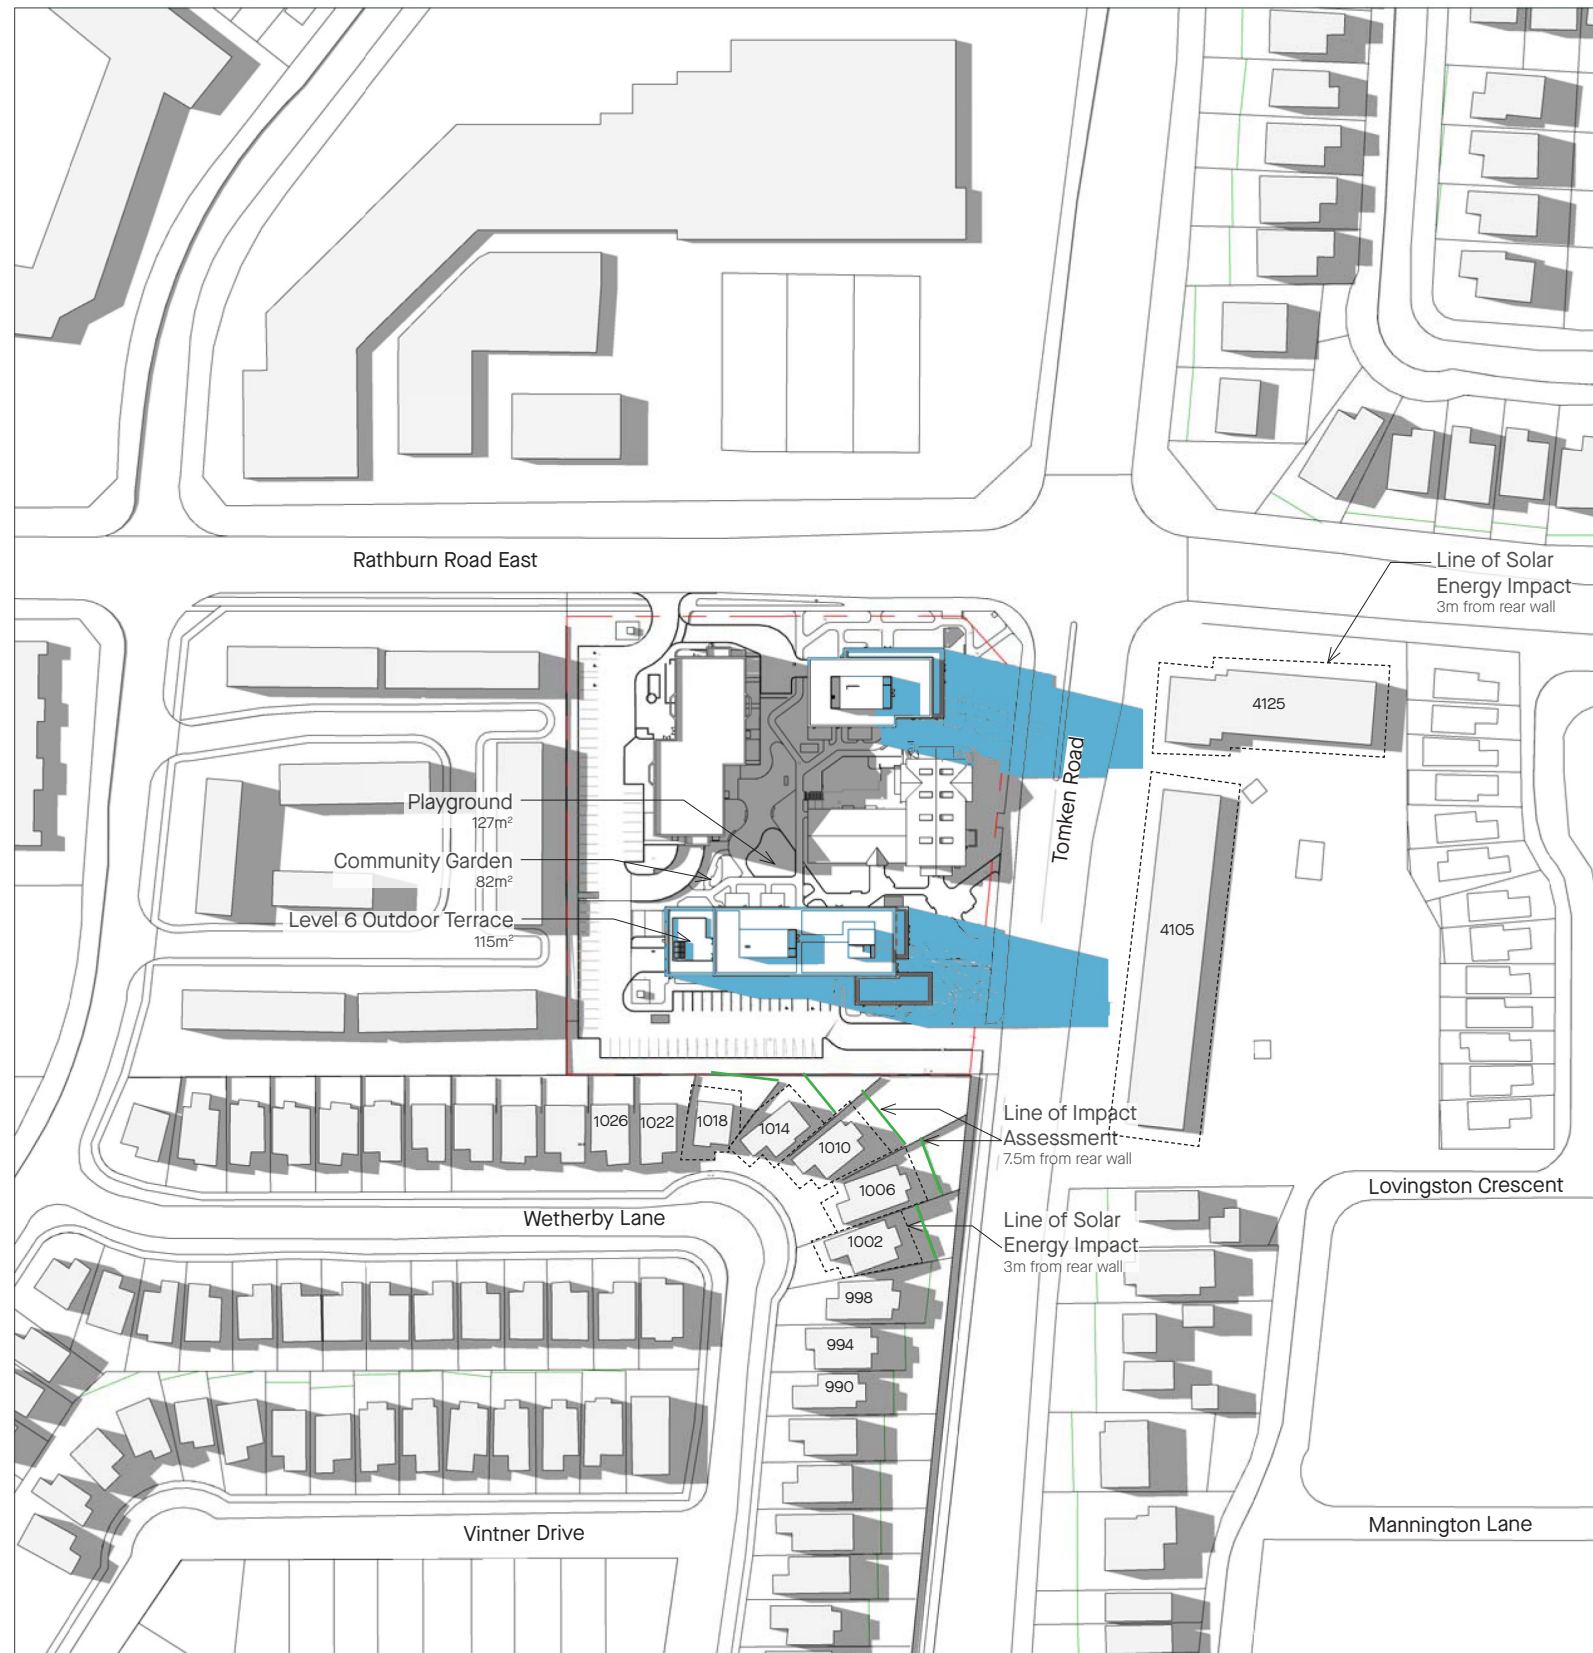 Rathburn Road East
Line of Solar
Energy Impact
3m from rear wall
4125
Tomken Road
Playground
127m²
Community Garden
82m²
Level 6 Outdoor Terrace
115m²
4105
1026
1022
1018
1014
1010
1006
1002
998
994
990
Line of Impact
Assessment
7.5m from rear wall
Line of Solar
Energy Impact
3m from rear wall
Lovingston Crescent
Wetherby Lane
Vintner Drive
Mannington Lane